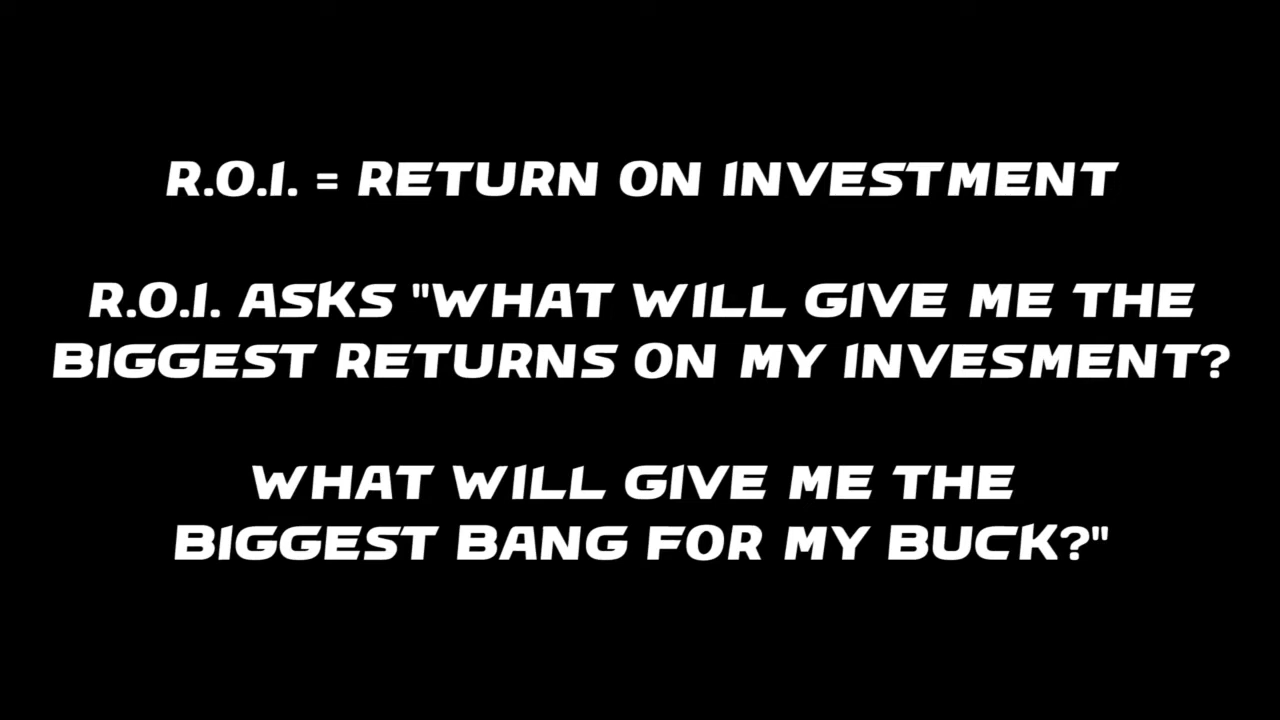 R.O.I. = RETURN ON INVESTMENT
R.O.I. ASKS "WHAT WILL GIVE ME THE
BIGGEST RETURNS ON MY INVESMENT?
WHAT WILL GIVE ME THE
BIGGEST BANG FOR MY BUCK?"